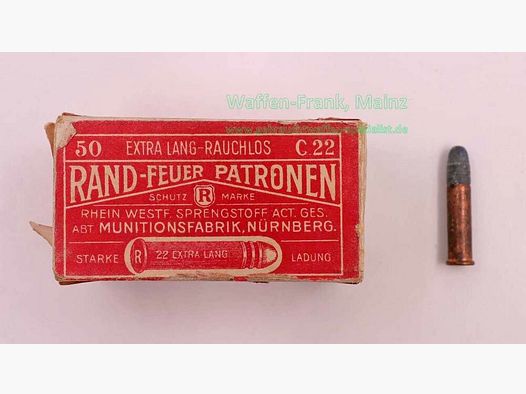 Waffen-Frank, Mainz
50 EXTRA LANG-RAUCHLOS C 22
RAND-FEUER PATRONEN
SCHUTZ R MARKE
RHEIN WESTF. SPRENGSTOFF ACT. GES.
ABT MUNITIONSFABRIK, NÜRNBERG.
STARKE R 22 EXTRA LANG LADUNG